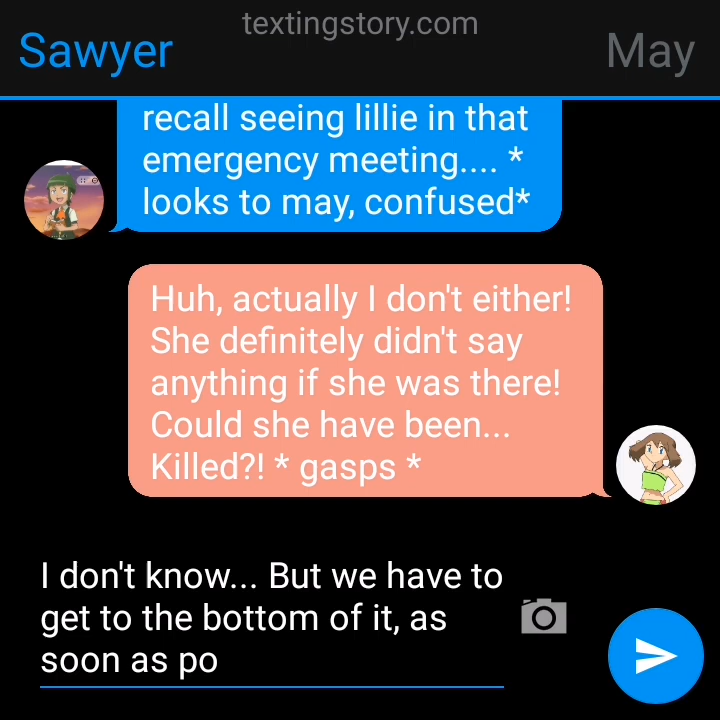 textingstory.com
Sawyer
May
recall seeing lillie in that
emergency meeting.... *
looks to may, confused*
Huh, actually I don't either!
She definitely didn't say
anything if she was there!
Could she have been...
Killed?! * gasps *
I don't know... But we have to
get to the bottom of it, as
soon as po